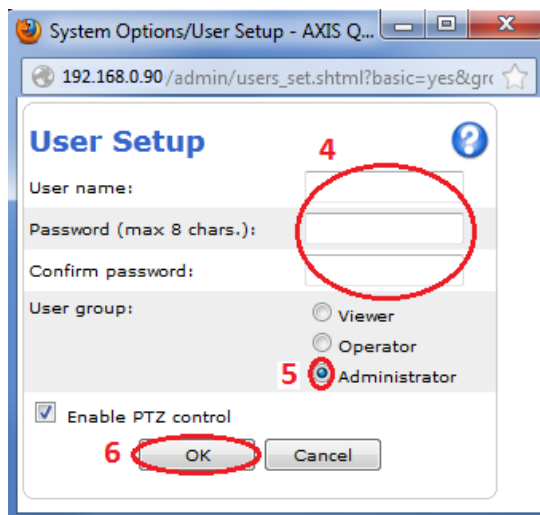 System Options/User Setup - AXIS Q...
192.168.0.90/admin/users_set.shtml?basic=yes&gr
User Setup
4
User name:
Password (max 8 chars.):
Confirm password:
User group:
Viewer
Operator
5 Administrator
Enable PTZ control
6 OK Cancel